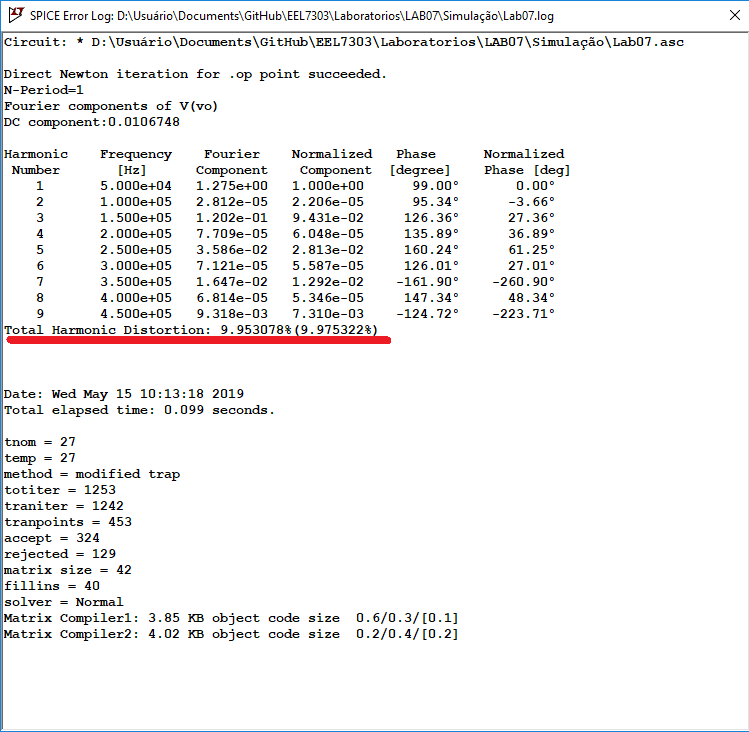 SPICE Error Log: D:\Usuário\Documents\GitHub\EEL7303\Laboratorios\LAB07\Simulação\Lab07.log
Circuit: * D:\Usuário\Documents\GitHub\EEL7303\Laboratorios\LAB07\Simulação\Lab07.asc
Direct Newton iteration for .op point succeeded.
N-Period=1
Fourier components of V(vo)
DC component:0.0106748
Harmonic Frequency Fourier Normalized Phase Normalized
Number [Hz] Component Component [degree] Phase [deg]
1 5.000e+04 1.275e+00 1.000e+00 99.00° 0.00°
2 1.000e+05 2.812e-05 2.206e-05 95.34° -3.66°
3 1.500e+05 1.202e-01 9.431e-02 126.36° 27.36°
4 2.000e+05 7.709e-05 6.048e-05 135.89° 36.89°
5 2.500e+05 3.586e-02 2.813e-02 160.24° 61.25°
6 3.000e+05 7.121e-05 5.587e-05 126.01° 27.01°
7 3.500e+05 1.647e-02 1.292e-02 -161.90° -260.90°
8 4.000e+05 6.814e-05 5.346e-05 147.34° 48.34°
9 4.500e+05 9.318e-03 7.310e-03 -124.72° -223.71°
Total Harmonic Distortion: 9.953078%(9.975322%)
Date: Wed May 15 10:13:18 2019
Total elapsed time: 0.099 seconds.
tnom = 27
temp = 27
method = modified trap
totiter = 1253
traniter = 1242
tranpoints = 453
accept = 324
rejected = 129
matrix size = 42
fillins = 40
solver = Normal
Matrix Compiler1: 3.85 KB object code size 0.6/0.3/[0.1]
Matrix Compiler2: 4.02 KB object code size 0.2/0.4/[0.2]